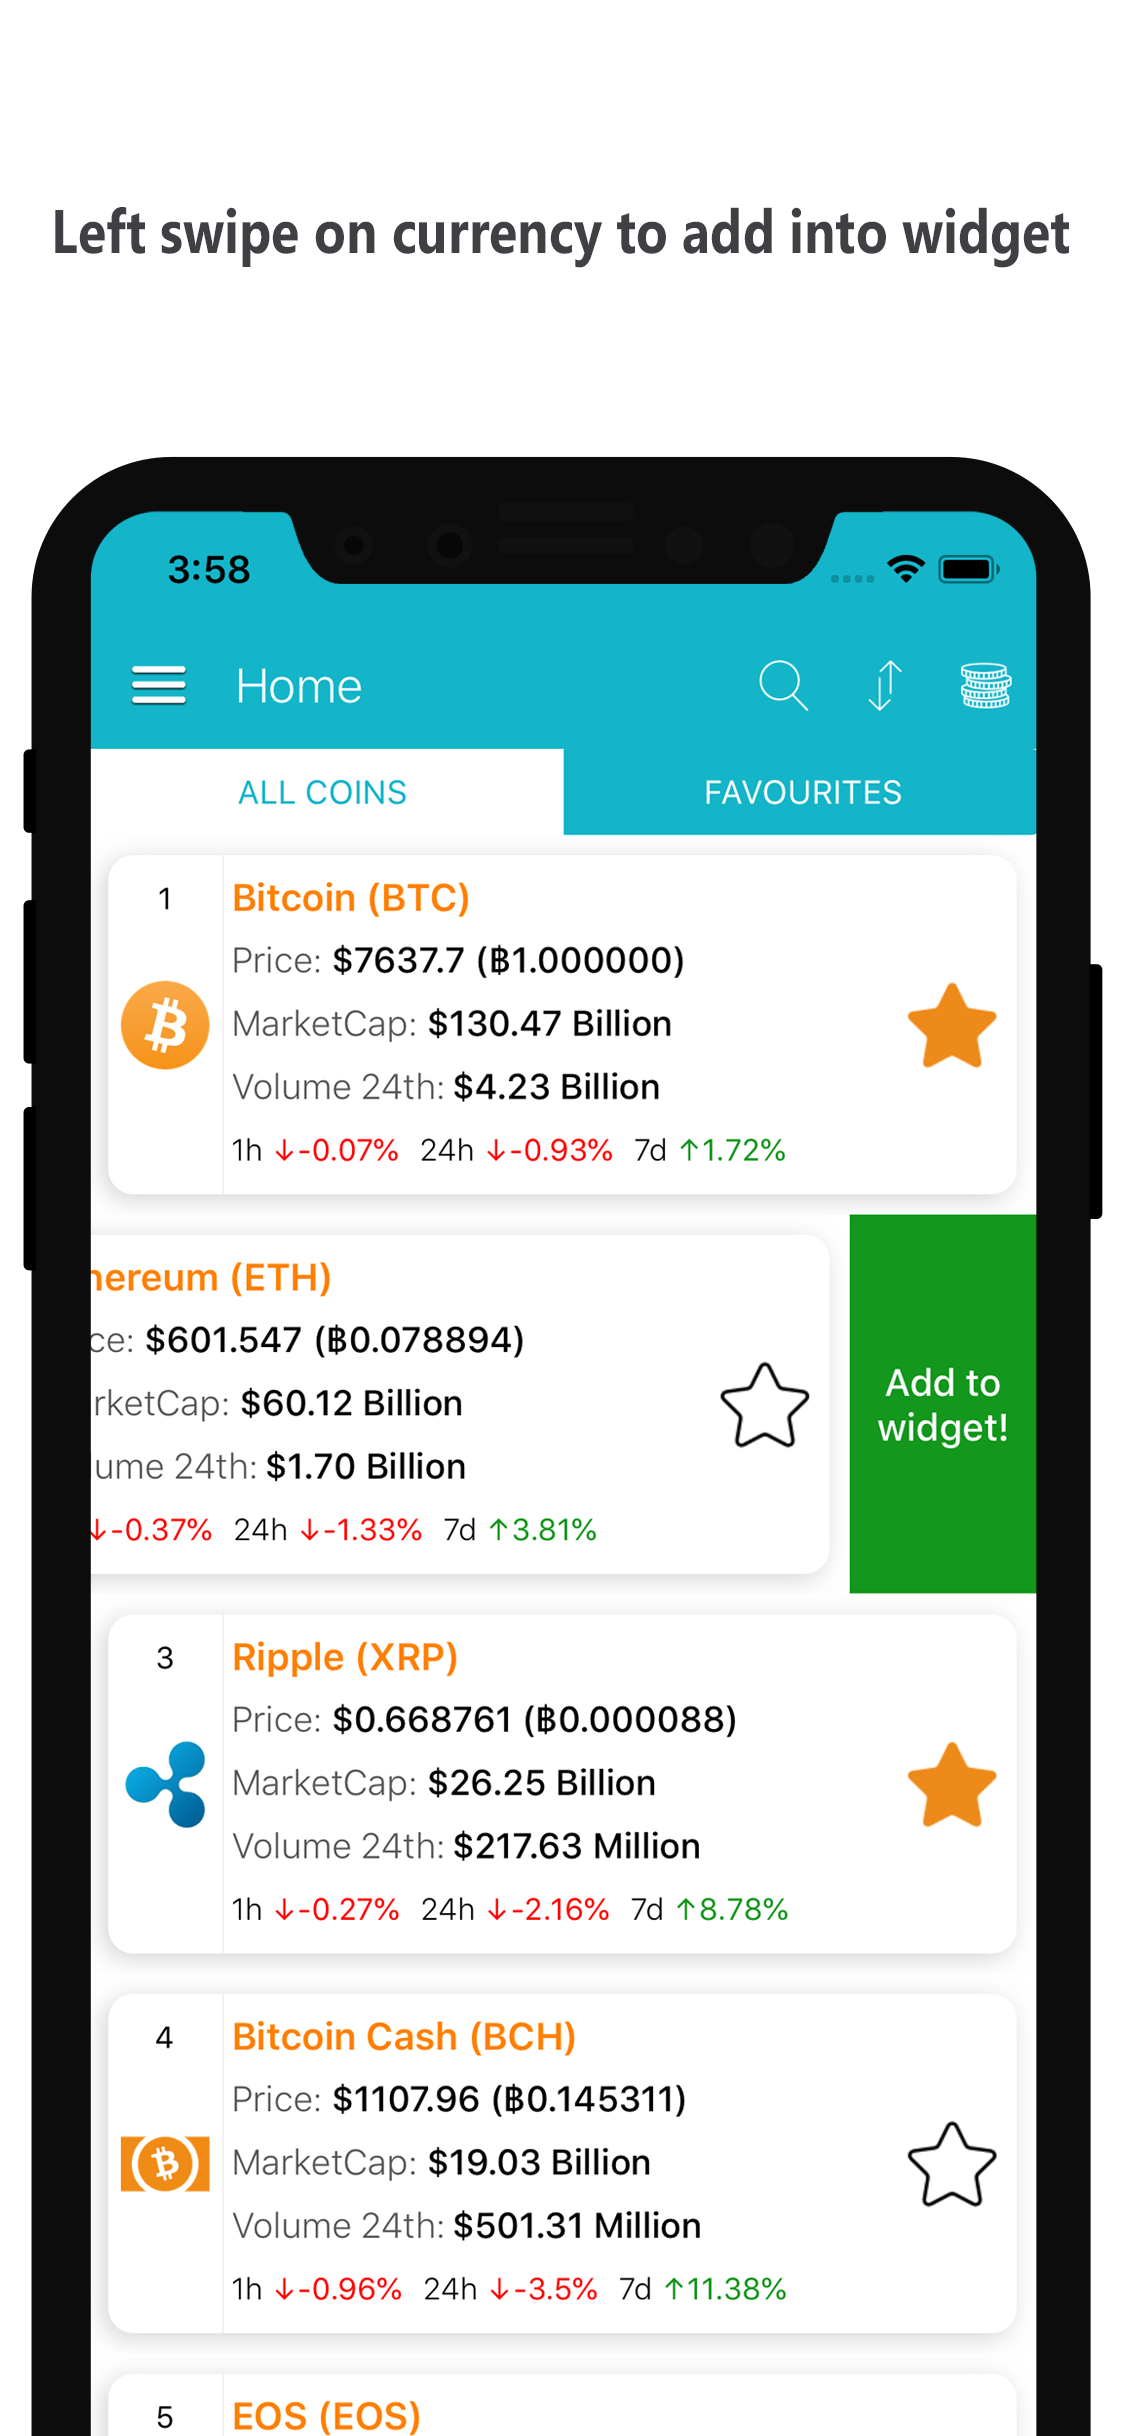 Left swipe on currency to add into widget
3:58
Home
ALL COINS
FAVOURITES
1
Bitcoin (BTC)
Price: $7637.7 (฿1.000000)
MarketCap: $130.47 Billion
Volume 24th: $4.23 Billion
1h ↓-0.07% 24h ↓-0.93% 7d ↑1.72%
hereum (ETH)
ce: $601.547 (฿0.078894)
rketCap: $60.12 Billion
ume 24th: $1.70 Billion
↓-0.37% 24h ↓-1.33% 7d ↑3.81%
Add to
widget!
3
Ripple (XRP)
Price: $0.668761 (฿0.000088)
MarketCap: $26.25 Billion
Volume 24th: $217.63 Million
1h ↓-0.27% 24h ↓-2.16% 7d ↑8.78%
4
Bitcoin Cash (BCH)
Price: $1107.96 (฿0.145311)
MarketCap: $19.03 Billion
Volume 24th: $501.31 Million
1h ↓-0.96% 24h ↓-3.5% 7d ↑11.38%
5
EOS (EOS)